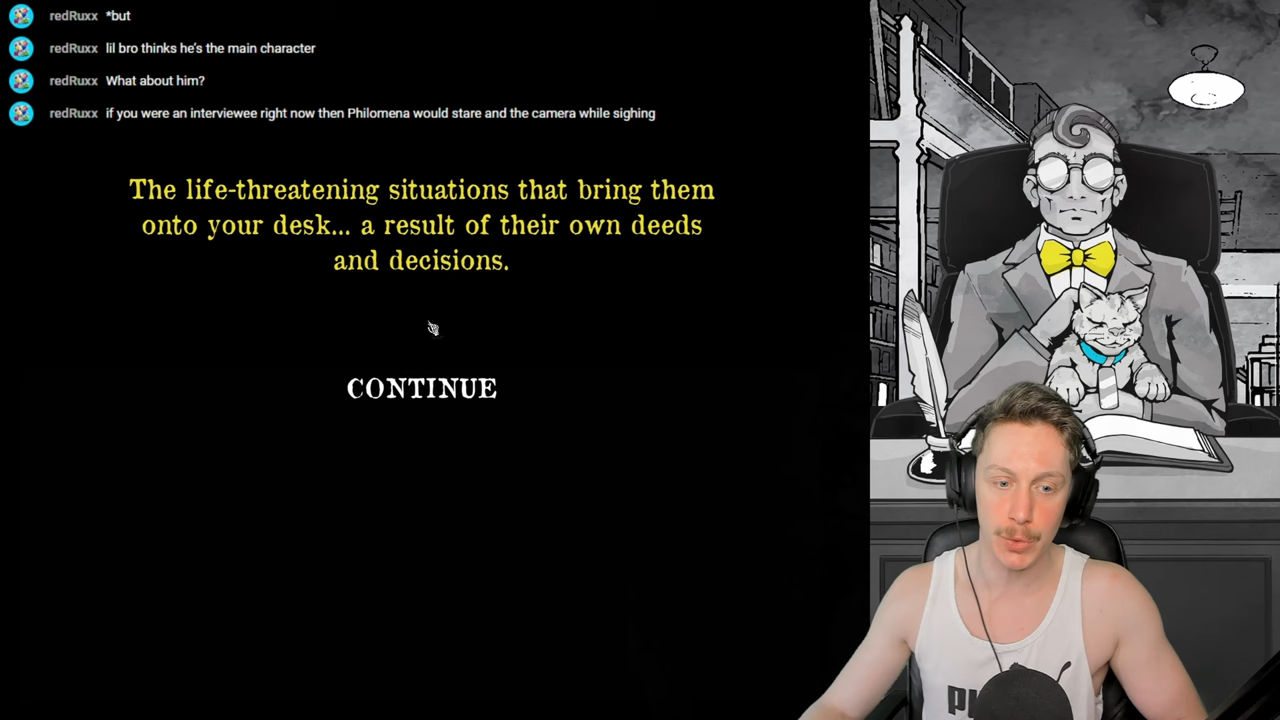 redRuxx *but
redRuxx lil bro thinks he's the main character
redRuxx What about him?
redRuxx if you were an interviewee right now then Philomena would stare and the camera while sighing
The life-threatening situations that bring them
onto your desk... a result of their own deeds
and decisions.
CONTINUE